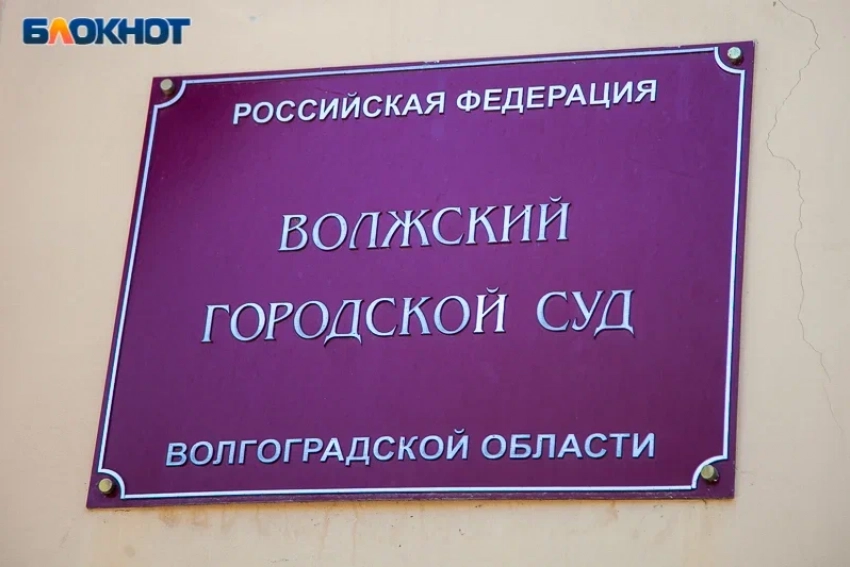 БЛОКНОТ
РОССИЙСКАЯ ФЕДЕРАЦИЯ
ВОЛЖСКИЙ
ГОРОДСКОЙ СУД
ВОЛГОГРАДСКОЙ ОБЛАСТИ